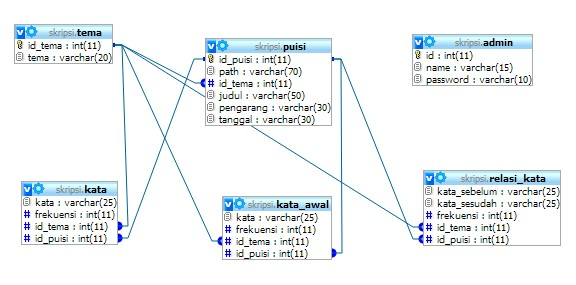 skripsi.tema
id_tema : int(11)
tema : varchar(20)
skripsi.puisi
id_puisi : int(11)
path : varchar(70)
id_tema : int(11)
judul : varchar(50)
pengarang : varchar(30)
tanggal : varchar(30)
skripsi.admin
id : int(11)
name : varchar(15)
password : varchar(10)
skripsi.kata
kata : varchar(25)
frekuensi : int(11)
id_tema : int(11)
id_puisi : int(11)
skripsi.kata_awal
kata : varchar(25)
frekuensi : int(11)
id_tema : int(11)
id_puisi : int(11)
skripsi.relasi_kata
kata_sebelum : varchar(25)
kata_sesudah : varchar(25)
frekuensi : int(11)
id_tema : int(11)
id_puisi : int(11)